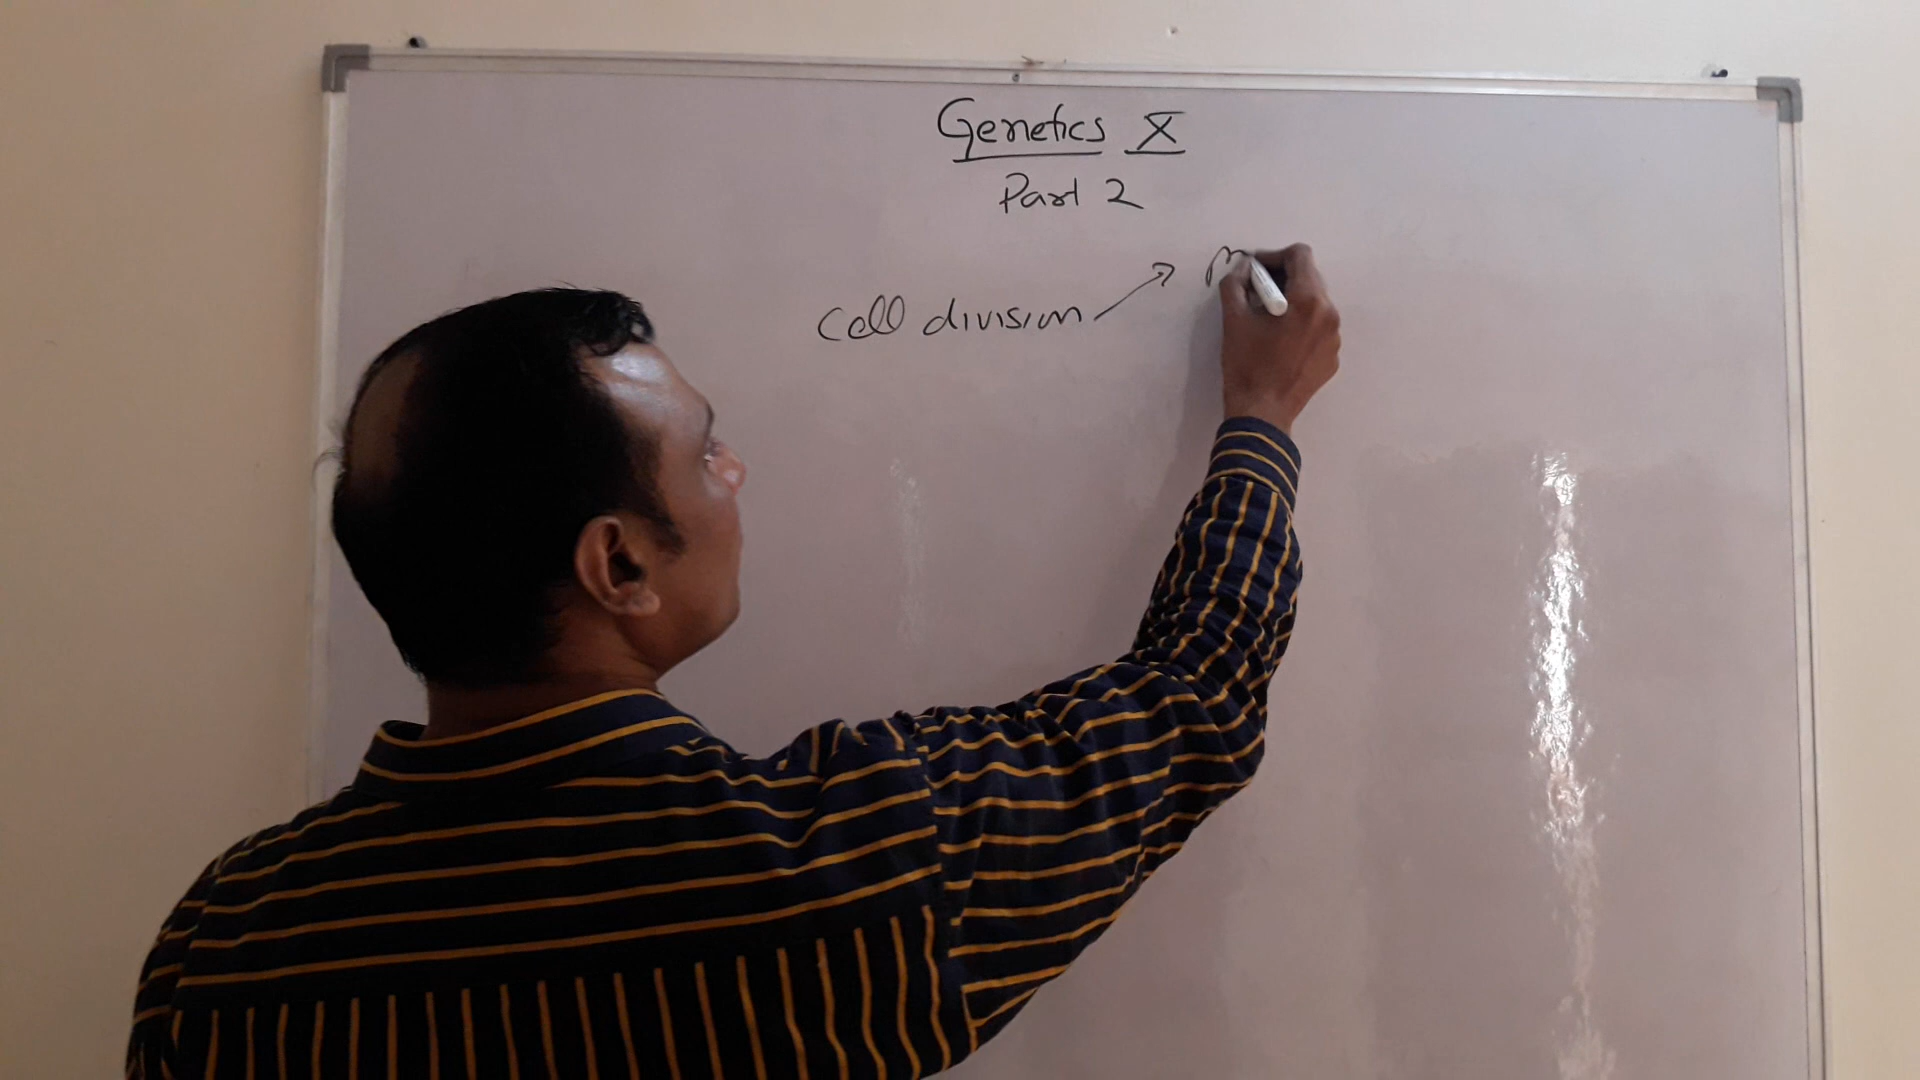 Genetics X
Part 2
Cell division